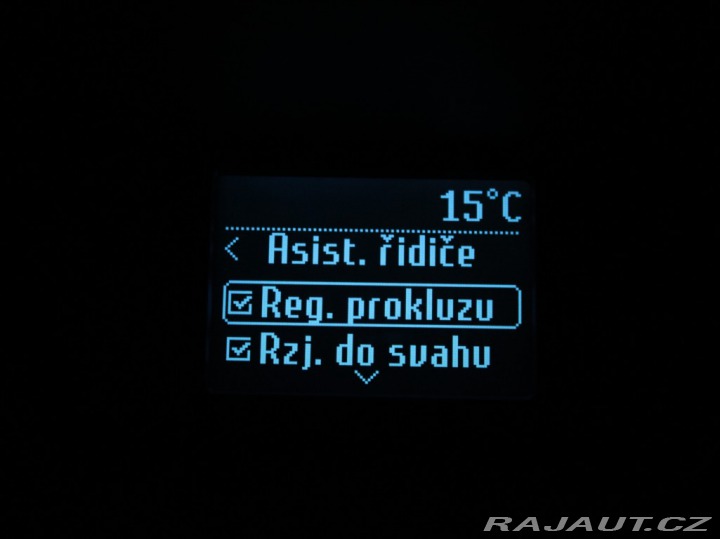 15°C
< Asist. řidiče
Reg. prokluzu
Rzj. do svahu
RAJAUT.CZ